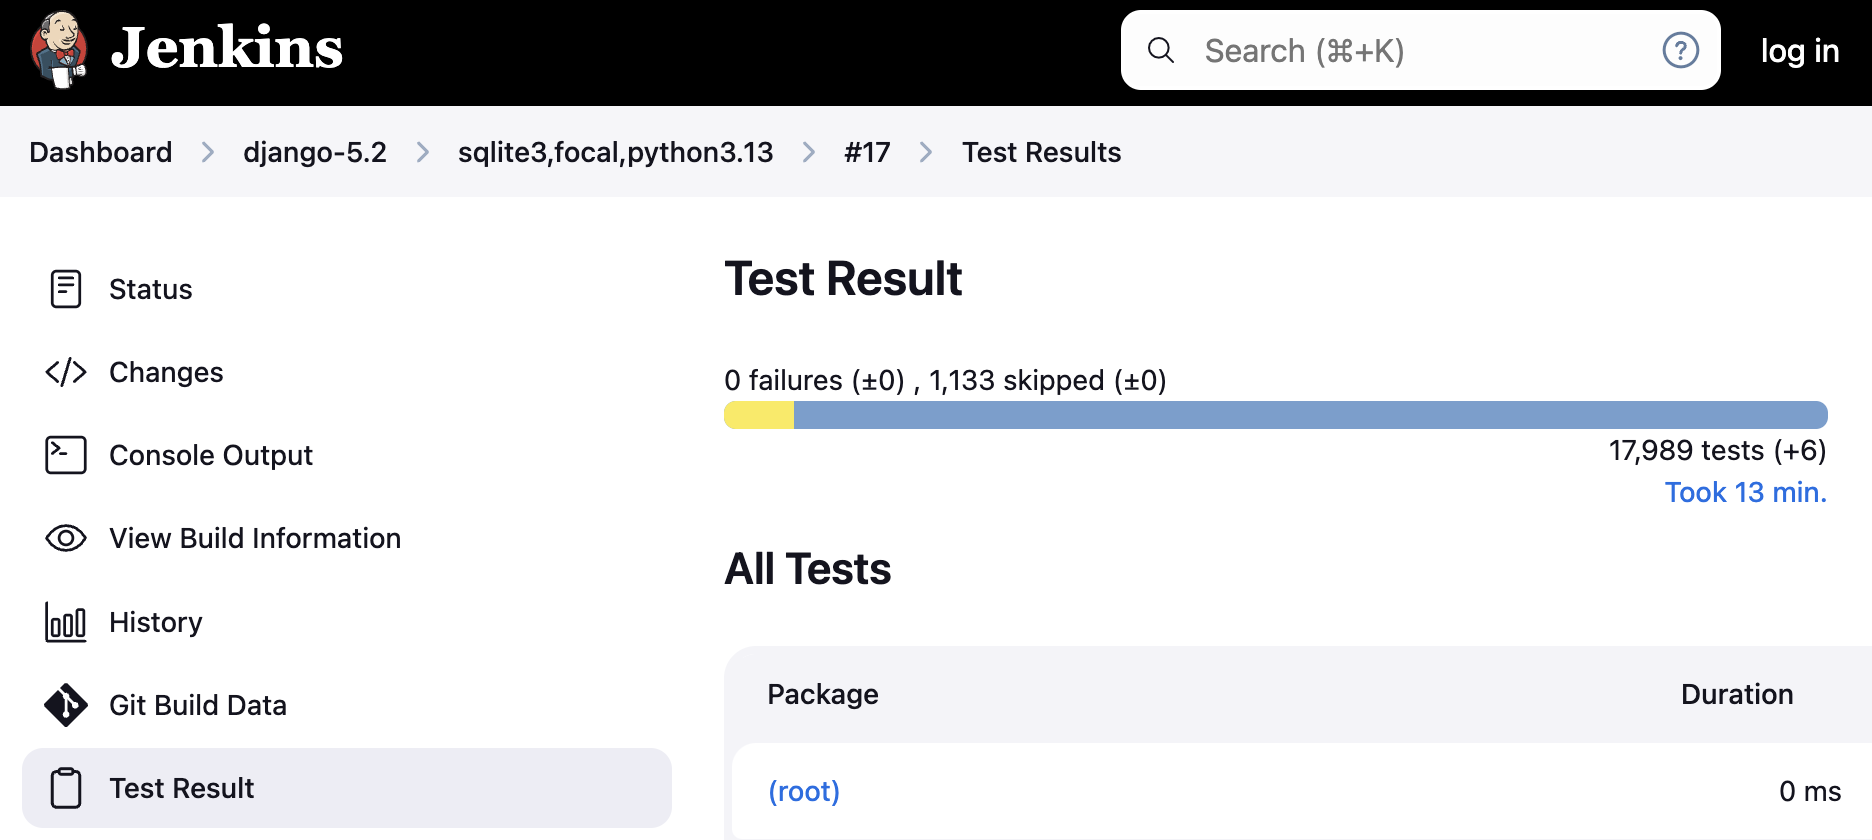 Jenkins
Search (⌘+K)
?
log in
Dashboard > django-5.2 > sqlite3,focal,python3.13 > #17 > Test Results
Status
Changes
Console Output
View Build Information
History
Git Build Data
Test Result
Test Result
0 failures (±0) , 1,133 skipped (±0)
17,989 tests (+6)
Took 13 min.
All Tests
Package Duration
(root) 0 ms